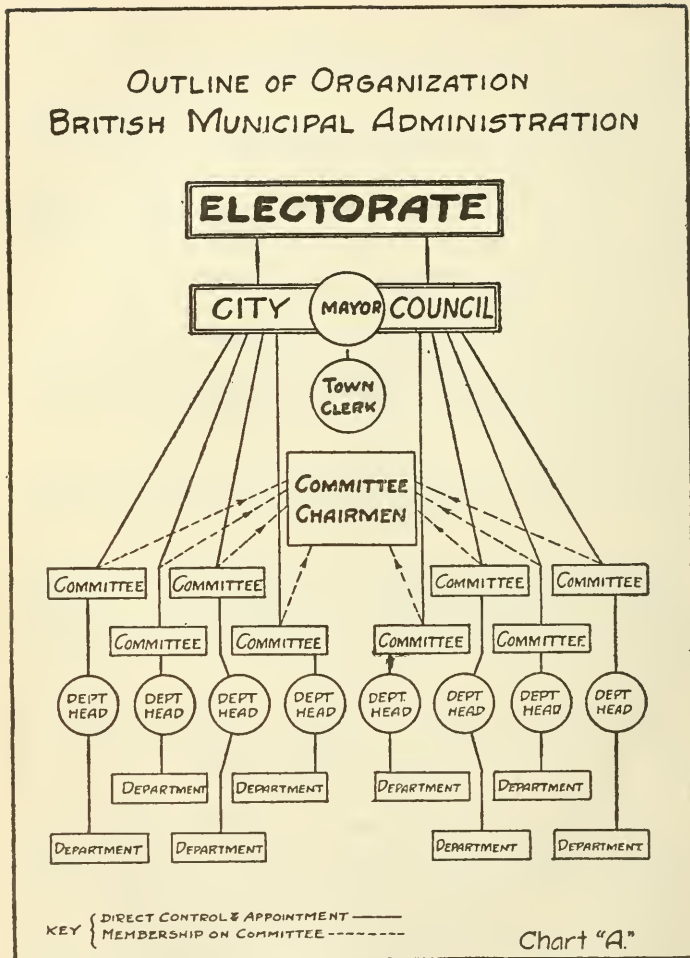 OUTLINE OF ORGANIZATION
BRITISH MUNICIPAL ADMINISTRATION
ELECTORATE
CITY MAYOR COUNCIL
TOWN
CLERK
COMMITTEE
CHAIRMEN
COMMITTEE COMMITTEE COMMITTEE COMMITTEE
COMMITTEE COMMITTEE COMMITTEE COMMITTEE
DEPT DEPT DEPT DEPT DEPT. DEPT DEPT DEPT
HEAD HEAD HEAD HEAD HEAD HEAD HEAD HEAD
DEPARTMENT DEPARTMENT DEPARTMENT DEPARTMENT
DEPARTMENT DEPARTMENT DEPARTMENT DEPARTMENT
KEY { DIRECT CONTROL & APPOINTMENT
MEMBERSHIP ON COMMITTEE
Chart "A."